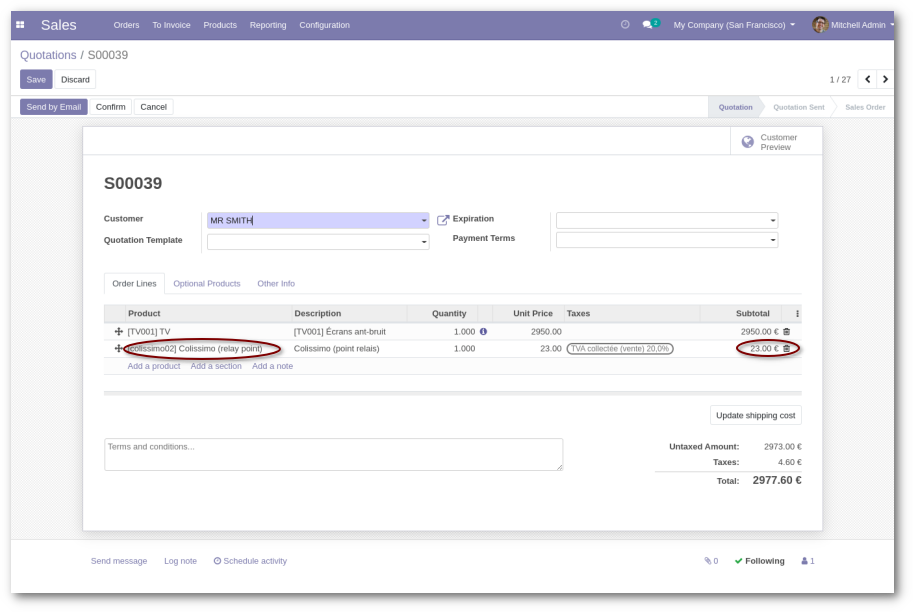 Sales Orders To Invoice Products Reporting Configuration 2 My Company (San Francisco) Mitchell Admin
Quotations / S00039
Save Discard 1 / 27
Send by Email Confirm Cancel Quotation Quotation Sent Sales Order
Customer
Preview
S00039
Customer MR SMITH Expiration
Quotation Template Payment Terms
Order Lines Optional Products Other Info
Product Description Quantity Unit Price Taxes Subtotal
[TV001] TV [TV001] Écrans ant-bruit 1.000 2950.00 2950.00 €
[colissimo02] Colissimo (relay point) Colissimo (point relais) 1.000 23.00 TVA collectée (vente) 20,0% 23.00 €
Add a product Add a section Add a note
Update shipping cost
Terms and conditions... Untaxed Amount: 2973.00 €
Taxes: 4.60 €
Total: 2977.60 €
Send message Log note Schedule activity 0 Following 1